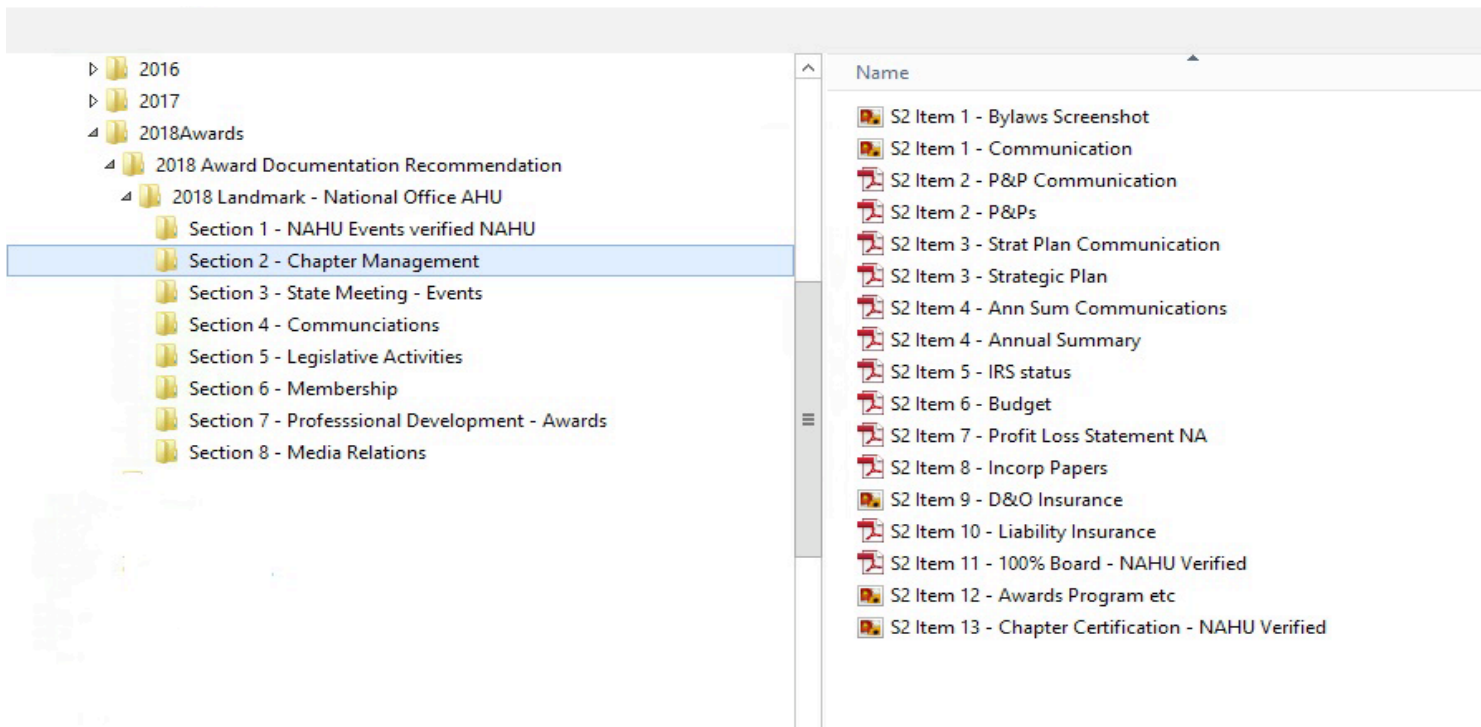 2016
2017
2018Awards
2018 Award Documentation Recommendation
2018 Landmark - National Office AHU
Section 1 - NAHU Events verified NAHU
Section 2 - Chapter Management
Section 3 - State Meeting - Events
Section 4 - Communciations
Section 5 - Legislative Activities
Section 6 - Membership
Section 7 - Professsional Development - Awards
Section 8 - Media Relations
Name
S2 Item 1 - Bylaws Screenshot
S2 Item 1 - Communication
S2 Item 2 - P&P Communication
S2 Item 2 - P&Ps
S2 Item 3 - Strat Plan Communication
S2 Item 3 - Strategic Plan
S2 Item 4 - Ann Sum Communications
S2 Item 4 - Annual Summary
S2 Item 5 - IRS status
S2 Item 6 - Budget
S2 Item 7 - Profit Loss Statement NA
S2 Item 8 - Incorp Papers
S2 Item 9 - D&O Insurance
S2 Item 10 - Liability Insurance
S2 Item 11 - 100% Board - NAHU Verified
S2 Item 12 - Awards Program etc
S2 Item 13 - Chapter Certification - NAHU Verified